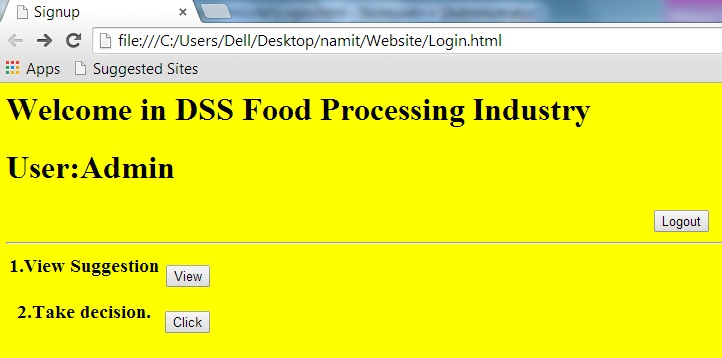 Signup
file:///C:/Users/Dell/Desktop/namit/Website/Login.html
Apps Suggested Sites
Welcome in DSS Food Processing Industry
User:Admin
Logout
1.View Suggestion View
2.Take decision. Click